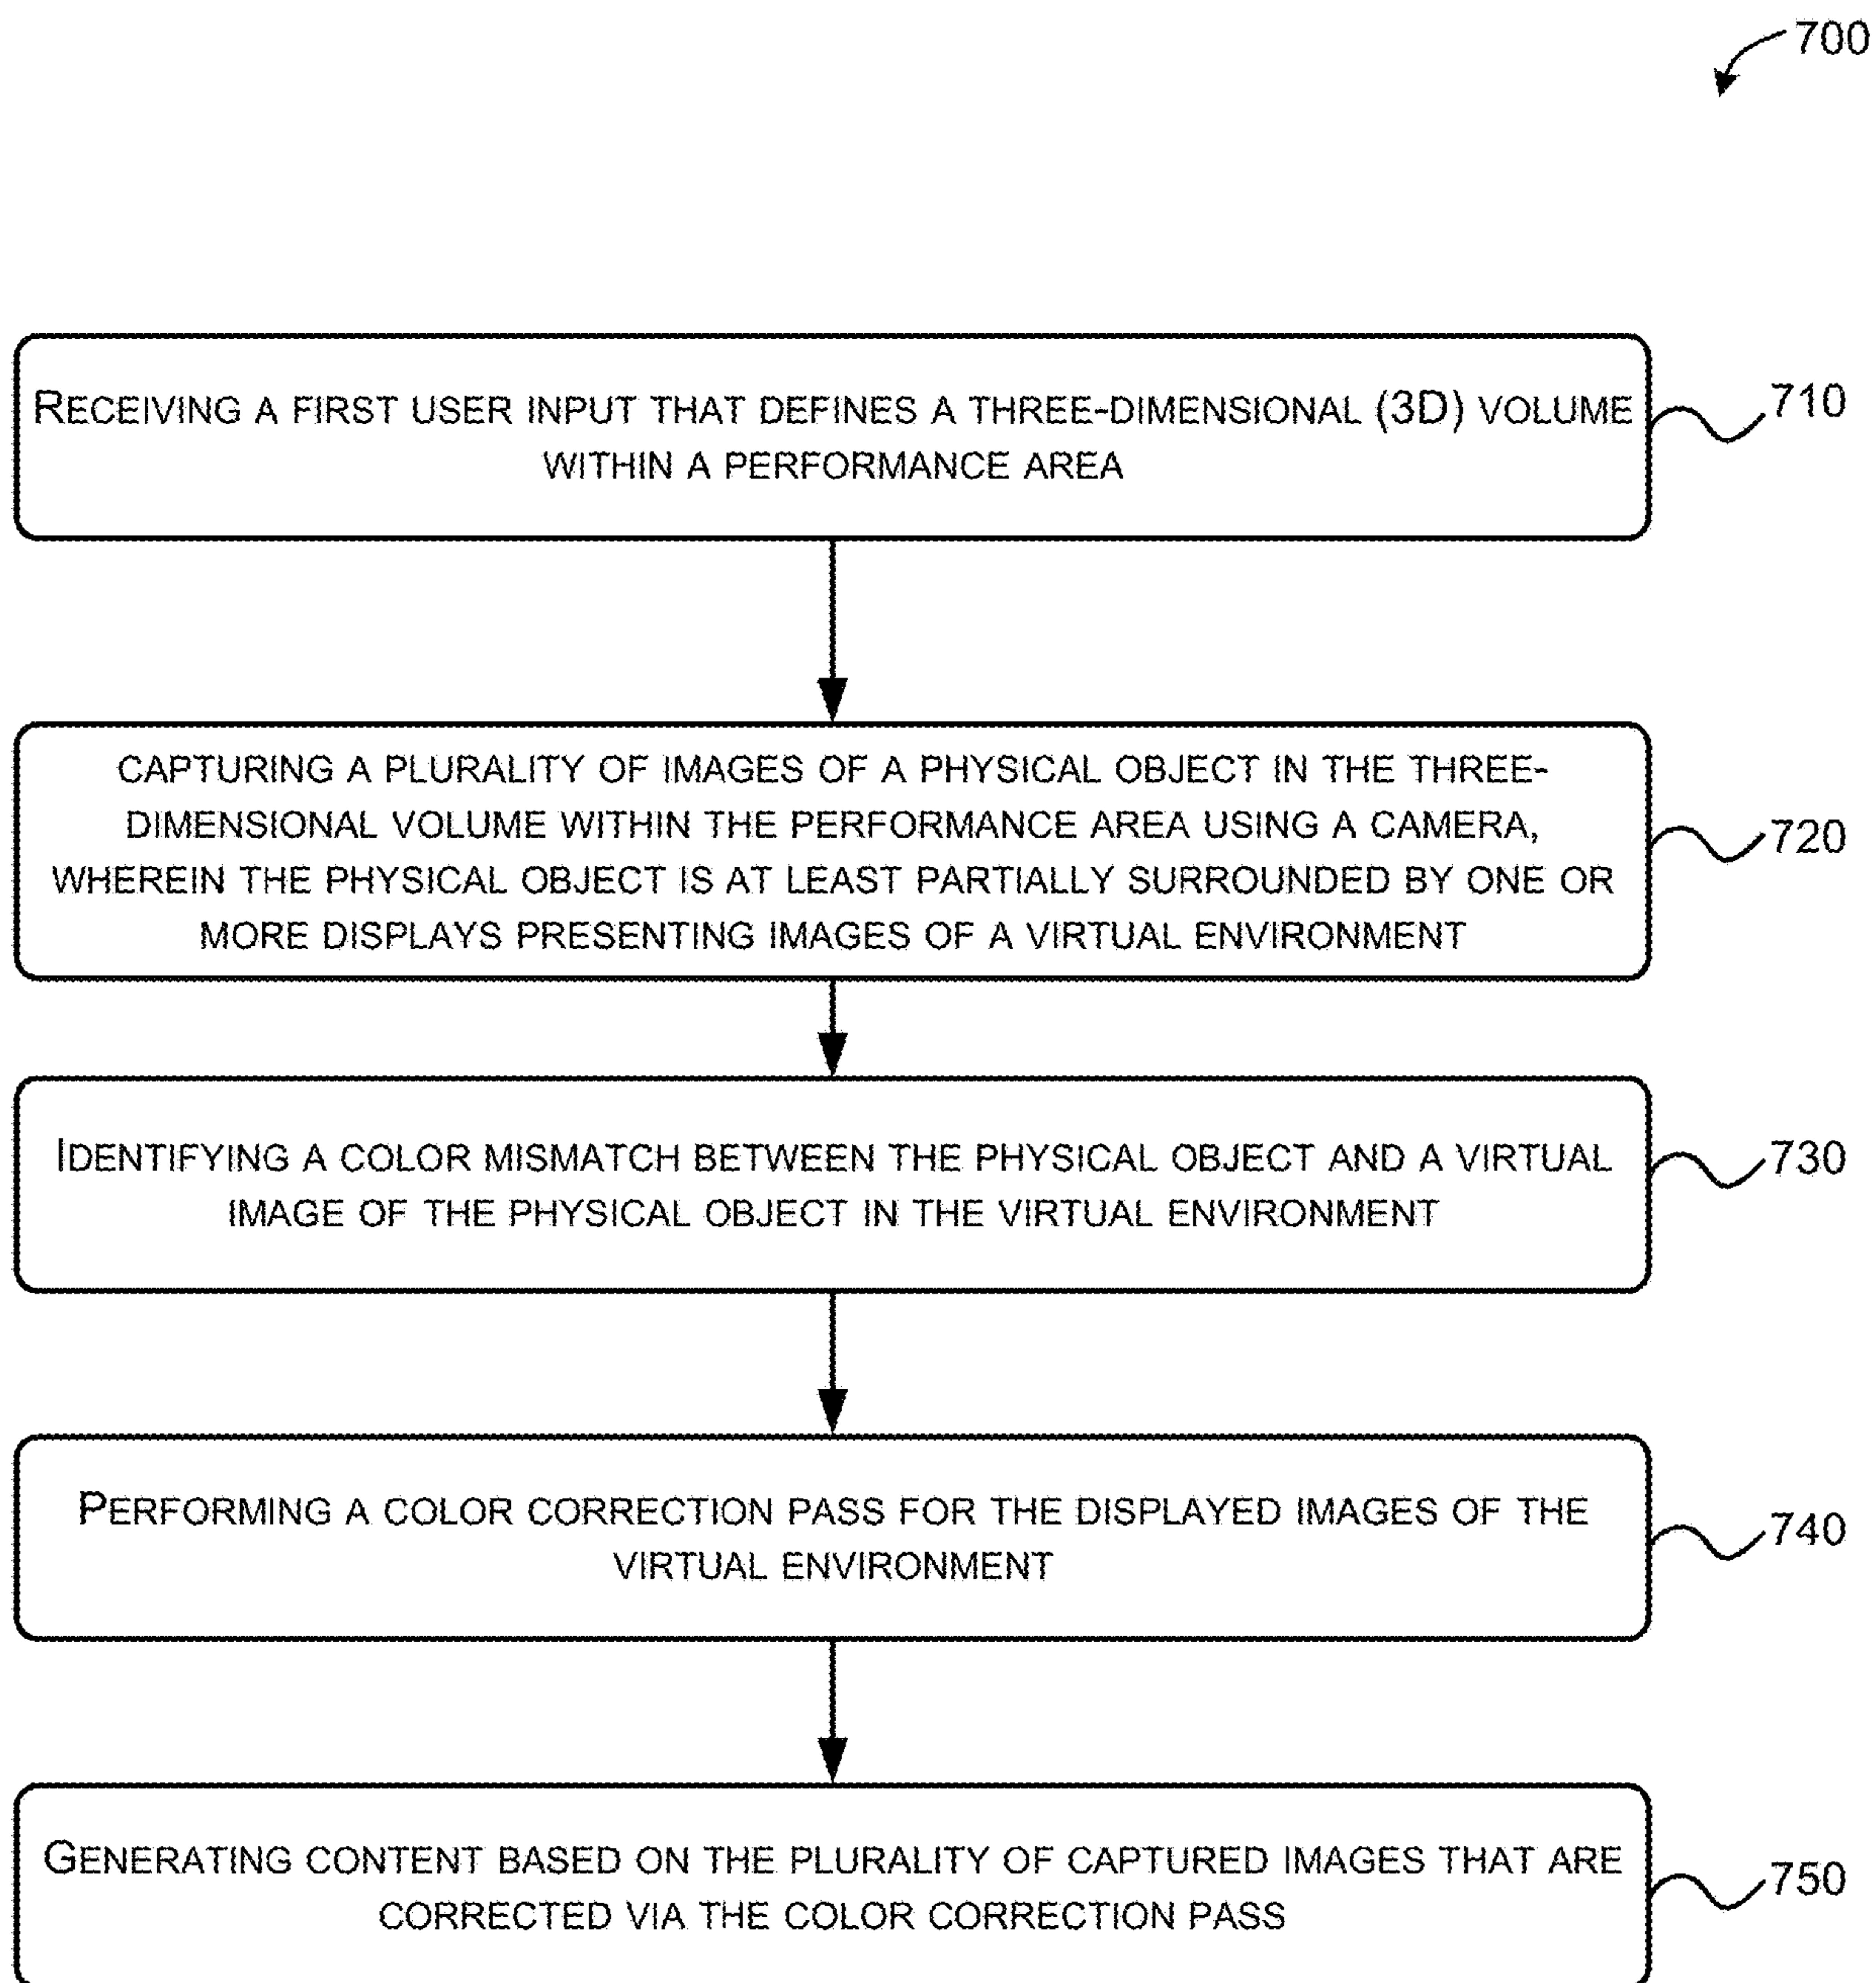 700
RECEIVING A FIRST USER INPUT THAT DEFINES A THREE-DIMENSIONAL (3D) VOLUME
WITHIN A PERFORMANCE AREA
710
CAPTURING A PLURALITY OF IMAGES OF A PHYSICAL OBJECT IN THE THREE-
DIMENSIONAL VOLUME WITHIN THE PERFORMANCE AREA USING A CAMERA,
WHEREIN THE PHYSICAL OBJECT IS AT LEAST PARTIALLY SURROUNDED BY ONE OR
MORE DISPLAYS PRESENTING IMAGES OF A VIRTUAL ENVIRONMENT
720
IDENTIFYING A COLOR MISMATCH BETWEEN THE PHYSICAL OBJECT AND A VIRTUAL
IMAGE OF THE PHYSICAL OBJECT IN THE VIRTUAL ENVIRONMENT
730
PERFORMING A COLOR CORRECTION PASS FOR THE DISPLAYED IMAGES OF THE
VIRTUAL ENVIRONMENT
740
GENERATING CONTENT BASED ON THE PLURALITY OF CAPTURED IMAGES THAT ARE
CORRECTED VIA THE COLOR CORRECTION PASS
750